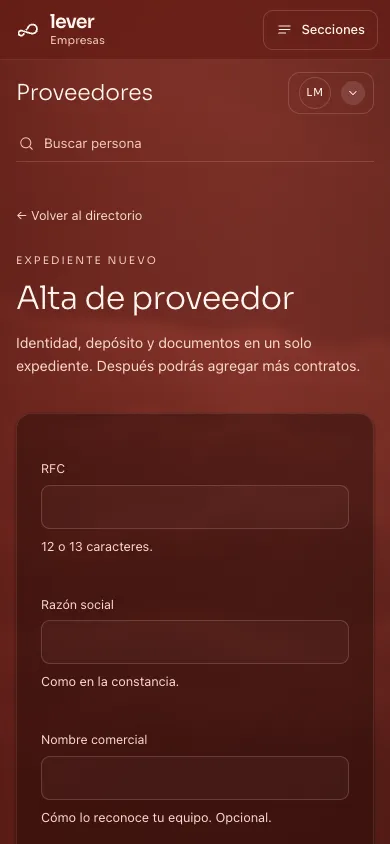 lever
Empresas
Secciones
Proveedores
LM
Buscar persona
← Volver al directorio
EXPEDIENTE NUEVO
Alta de proveedor
Identidad, depósito y documentos en un solo
expediente. Después podrás agregar más contratos.
RFC
12 o 13 caracteres.
Razón social
Como en la constancia.
Nombre comercial
Cómo lo reconoce tu equipo. Opcional.